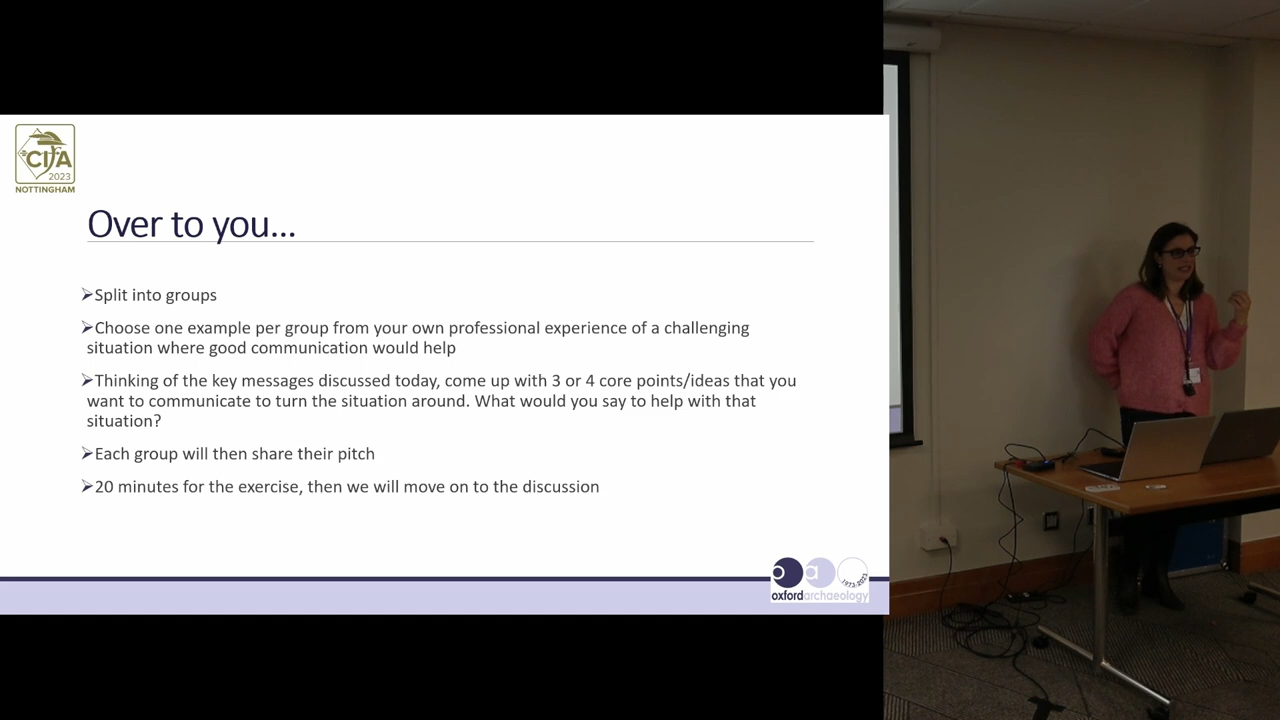 CIfA
2023
NOTTINGHAM
Over to you...
➢Split into groups
➢Choose one example per group from your own professional experience of a challenging
situation where good communication would help
➢Thinking of the key messages discussed today, come up with 3 or 4 core points/ideas that you
want to communicate to turn the situation around. What would you say to help with that
situation?
➢Each group will then share their pitch
➢20 minutes for the exercise, then we will move on to the discussion
oa
1973-2023
oxfordarchaeology